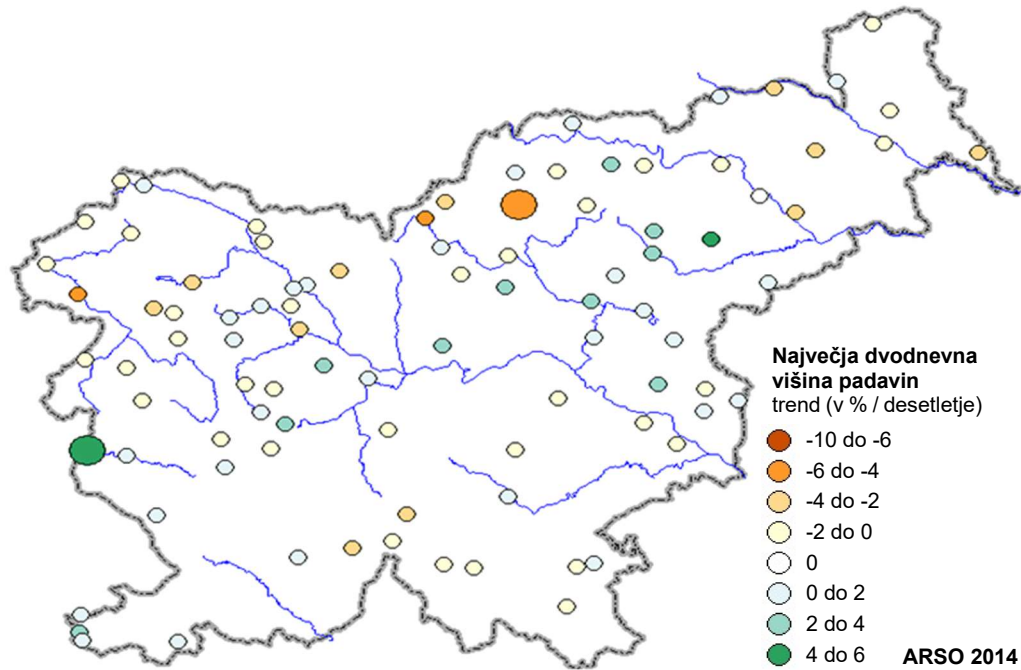 Največja dvodnevna
višina padavin
trend (v % / desetletje)
-10 do -6
-6 do -4
-4 do -2
-2 do 0
0
0 do 2
2 do 4
4 do 6
ARSO 2014